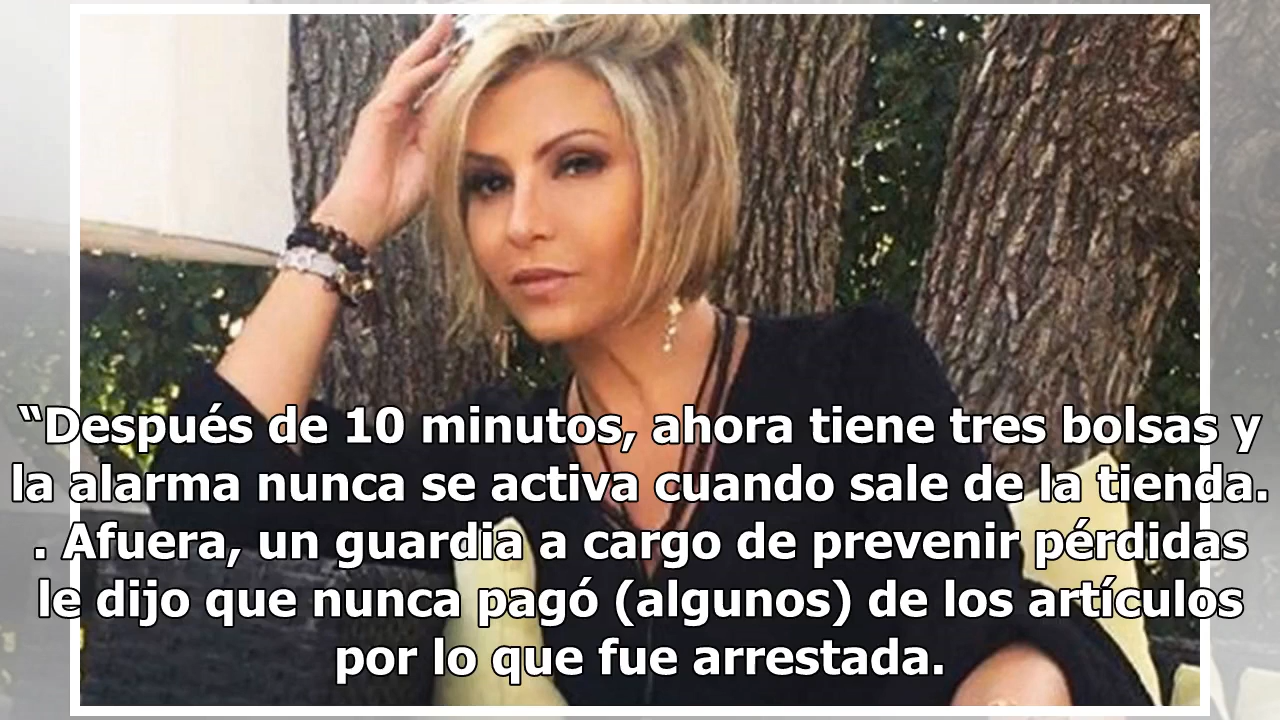 “Después de 10 minutos, ahora tiene tres bolsas y
la alarma nunca se activa cuando sale de la tienda.
. Afuera, un guardia a cargo de prevenir pérdidas
le dijo que nunca pagó (algunos) de los artículos
por lo que fue arrestada.